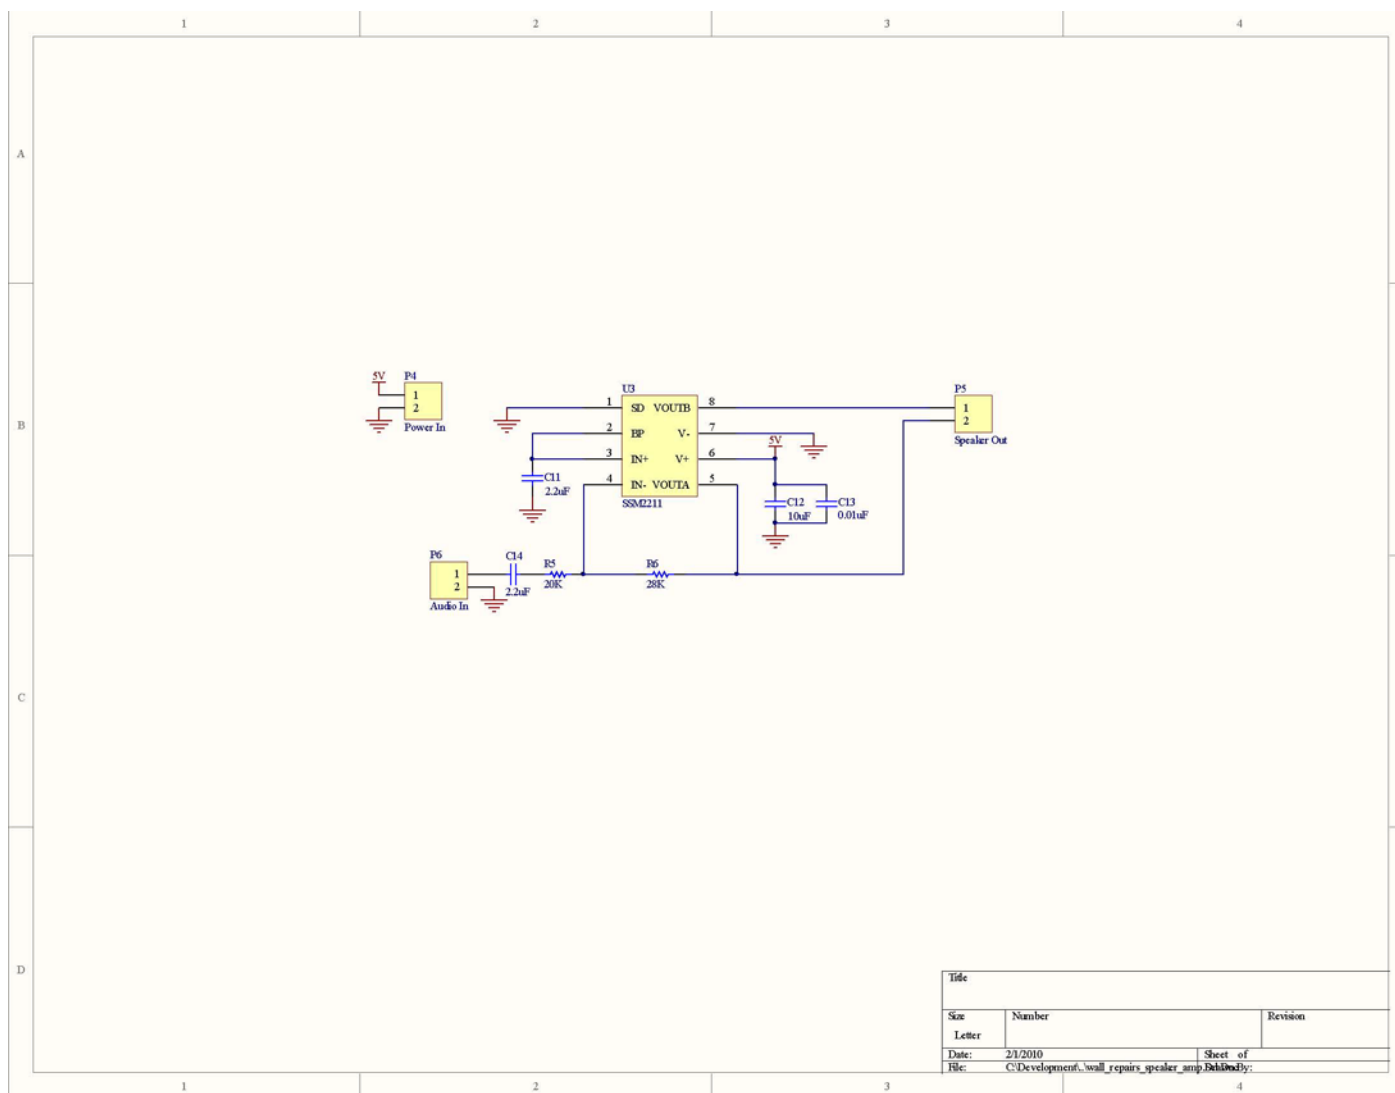 1 2 3 4
A
B
C
D
5V P4
1
2
Power In
U3
1 SD VOUTB 8
2 BP V- 7
3 IN+ V+ 6
4 IN- VOUTA 5
SSM2211
C11
2.2uF
5V
C12
10uF
C13
0.01uF
P5
1
2
Speaker Out
P6
1
2
Audio In
C14
2.2uF
R5
20K
R6
28K
Title
Size Number Revision
Letter
Date: 2/1/2010 Sheet of
File: C:\Development\..\wall_repairs_speaker_amp By:
1 2 3 4